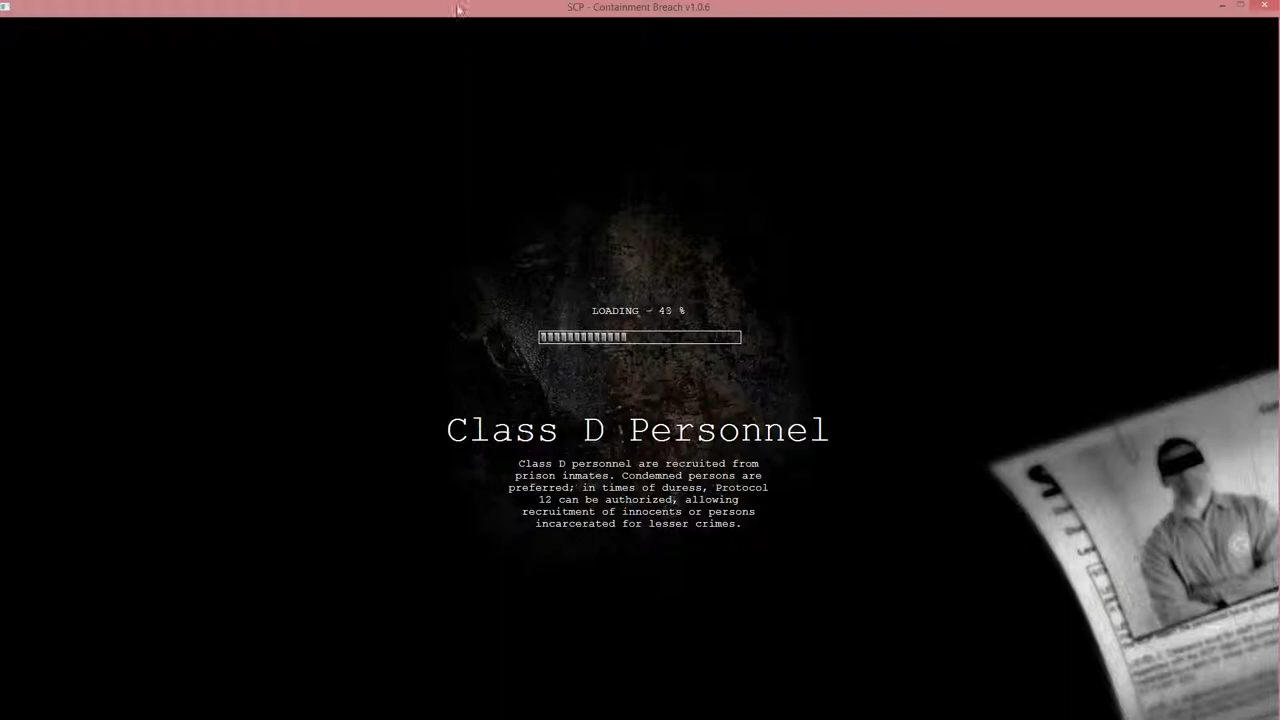 SCP - Containment Breach v1.0.6
LOADING - 43 %
Class D Personnel
Class D personnel are recruited from
prison inmates. Condemned persons are
preferred; in times of duress, Protocol
12 can be authorized, allowing
recruitment of innocents or persons
incarcerated for lesser crimes.